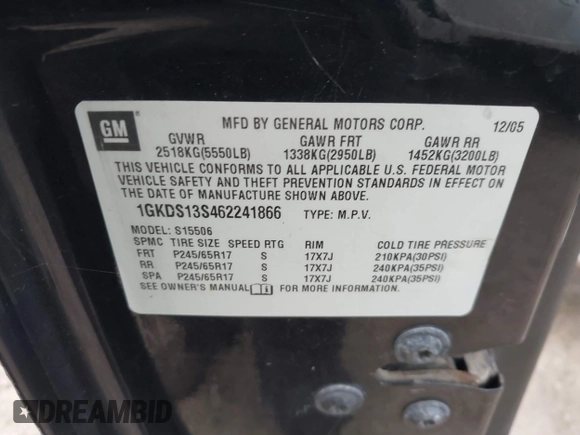 GM
MFD BY GENERAL MOTORS CORP. 12/05
GVWR GAWR FRT GAWR RR
2518KG(5550LB) 1338KG(2950LB) 1452KG(3200LB)
THIS VEHICLE CONFORMS TO ALL APPLICABLE U.S. FEDERAL MOTOR
VEHICLE SAFETY AND THEFT PREVENTION STANDARDS IN EFFECT ON
THE DATE OF MANUFACTURE SHOWN ABOVE.
1GKDS13S462241866 TYPE: M.P.V.
MODEL: S15506
SPMC TIRE SIZE SPEED RTG RIM COLD TIRE PRESSURE
FRT P245/65R17 S 17X7J 210KPA(30PSI)
RR P245/65R17 S 17X7J 240KPA(35PSI)
SPA P245/65R17 S 17X7J 240KPA(35PSI)
SEE OWNER'S MANUAL FOR MORE INFORMATION.
DREAMBID